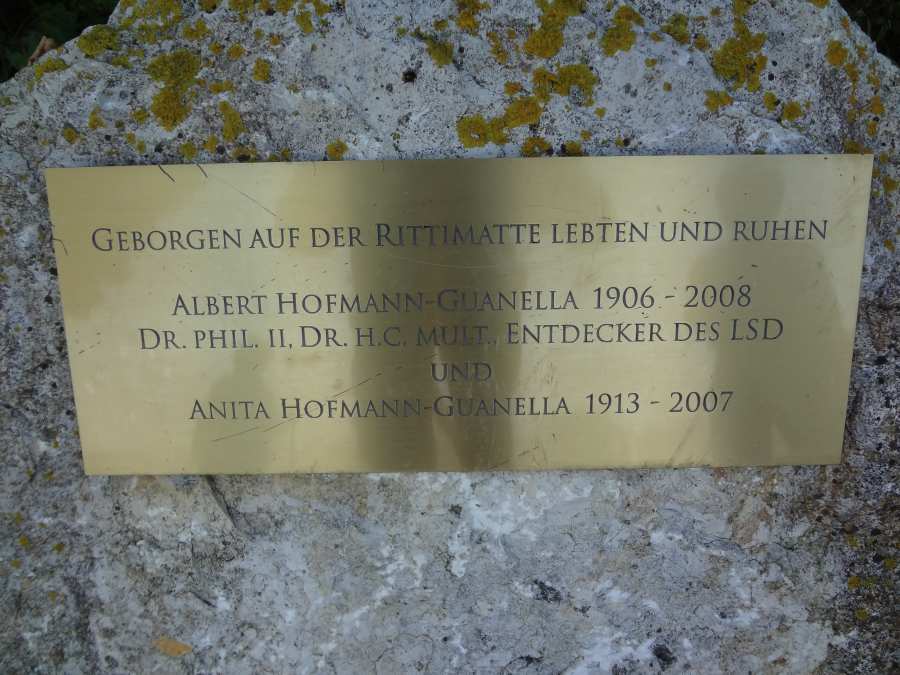 GEBORGEN AUF DER RITTIMATTE LEBTEN UND RUHEN
ALBERT HOFMANN-GUANELLA 1906 - 2008
DR. PHIL. II, DR. H.C. MULT., ENTDECKER DES LSD
UND
ANITA HOFMANN-GUANELLA 1913 - 2007